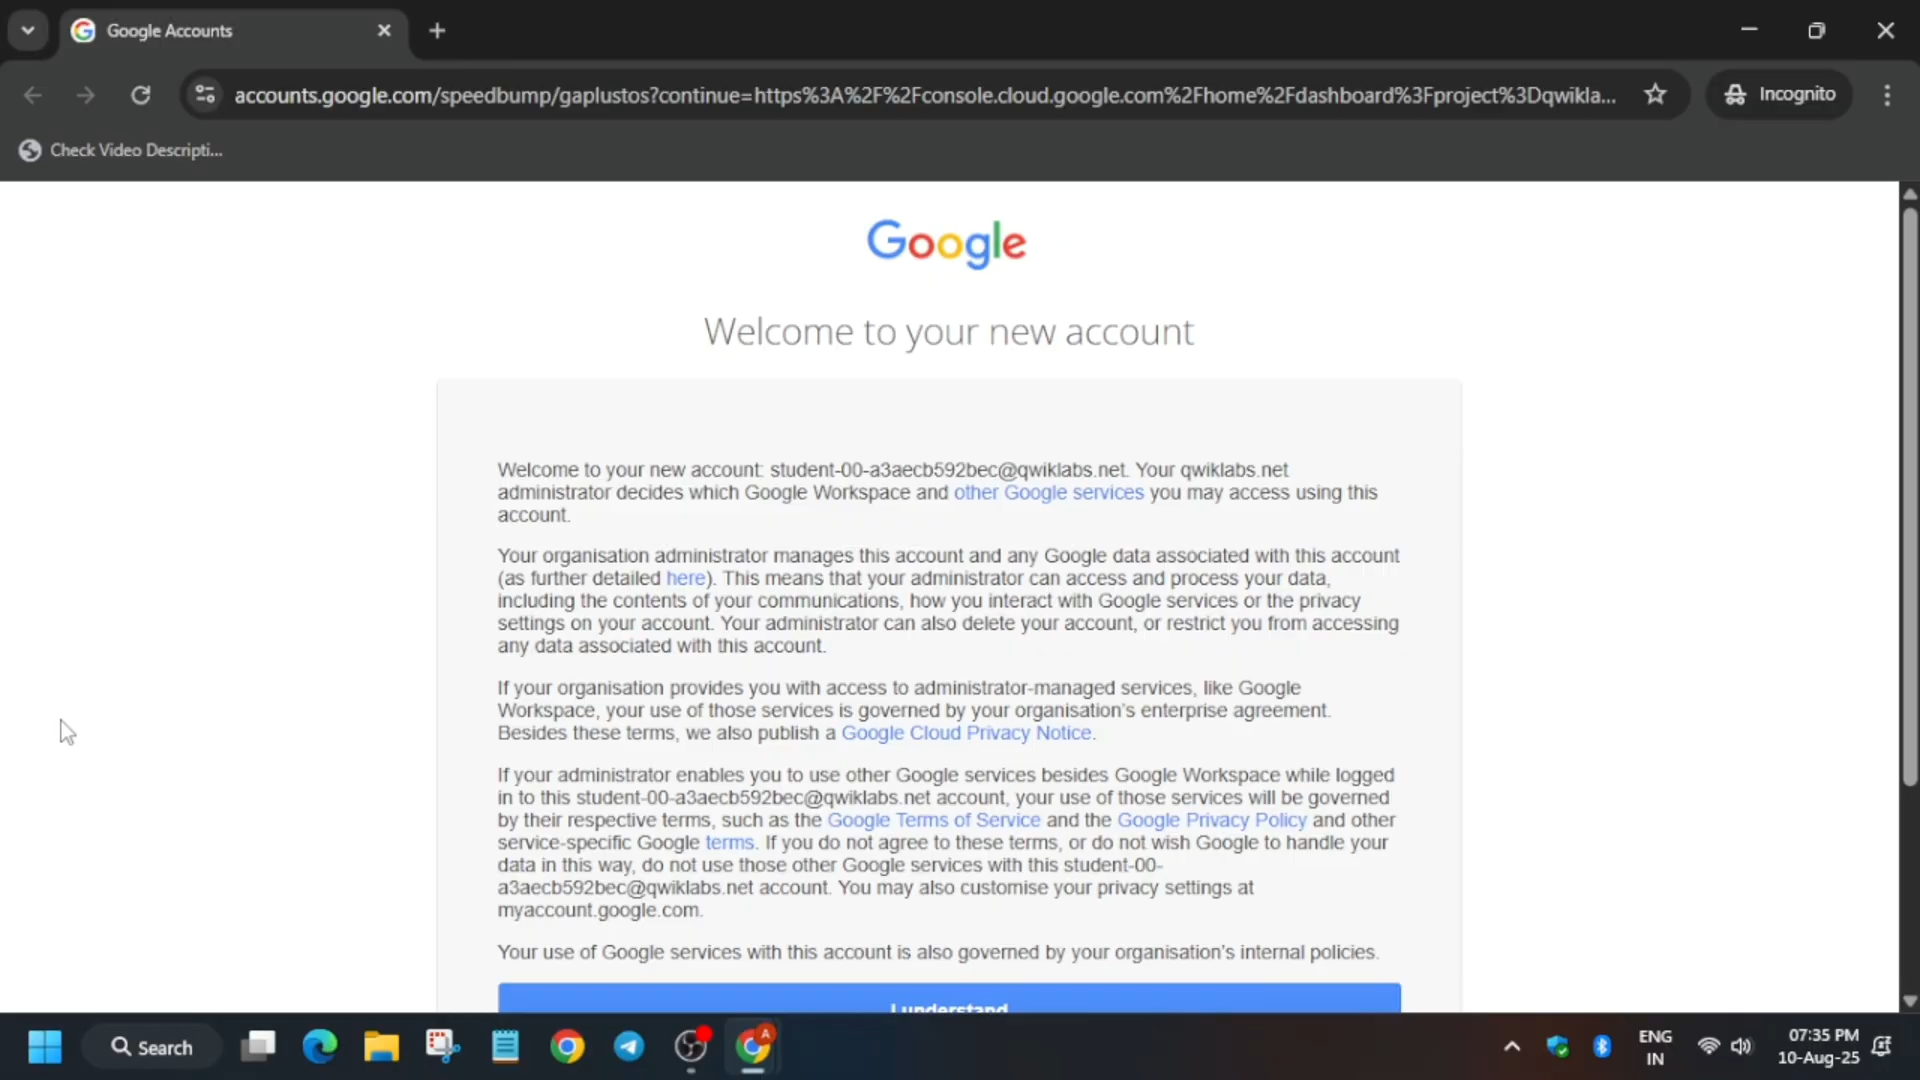 Google Accounts
accounts.google.com/speedbump/gaplustos?continue=https%3A%2F%2Fconsole.cloud.google.com%2Fhome%2Fdashboard%3Fproject%3Dqwikla...
Incognito
Check Video Descripti...
Google
Welcome to your new account
Welcome to your new account: student-00-a3aecb592bec@qwiklabs.net. Your qwiklabs.net
administrator decides which Google Workspace and other Google services you may access using this
account.
Your organisation administrator manages this account and any Google data associated with this account
(as further detailed here). This means that your administrator can access and process your data,
including the contents of your communications, how you interact with Google services or the privacy
settings on your account. Your administrator can also delete your account, or restrict you from accessing
any data associated with this account.
If your organisation provides you with access to administrator-managed services, like Google
Workspace, your use of those services is governed by your organisation's enterprise agreement.
Besides these terms, we also publish a Google Cloud Privacy Notice.
If your administrator enables you to use other Google services besides Google Workspace while logged
in to this student-00-a3aecb592bec@qwiklabs.net account, your use of those services will be governed
by their respective terms, such as the Google Terms of Service and the Google Privacy Policy and other
service-specific Google terms. If you do not agree to these terms, or do not wish Google to handle your
data in this way, do not use those other Google services with this student-00-
a3aecb592bec@qwiklabs.net account. You may also customise your privacy settings at
myaccount.google.com.
Your use of Google services with this account is also governed by your organisation's internal policies.
I understand
Search
A
ENG
IN
07:35 PM
10-Aug-25